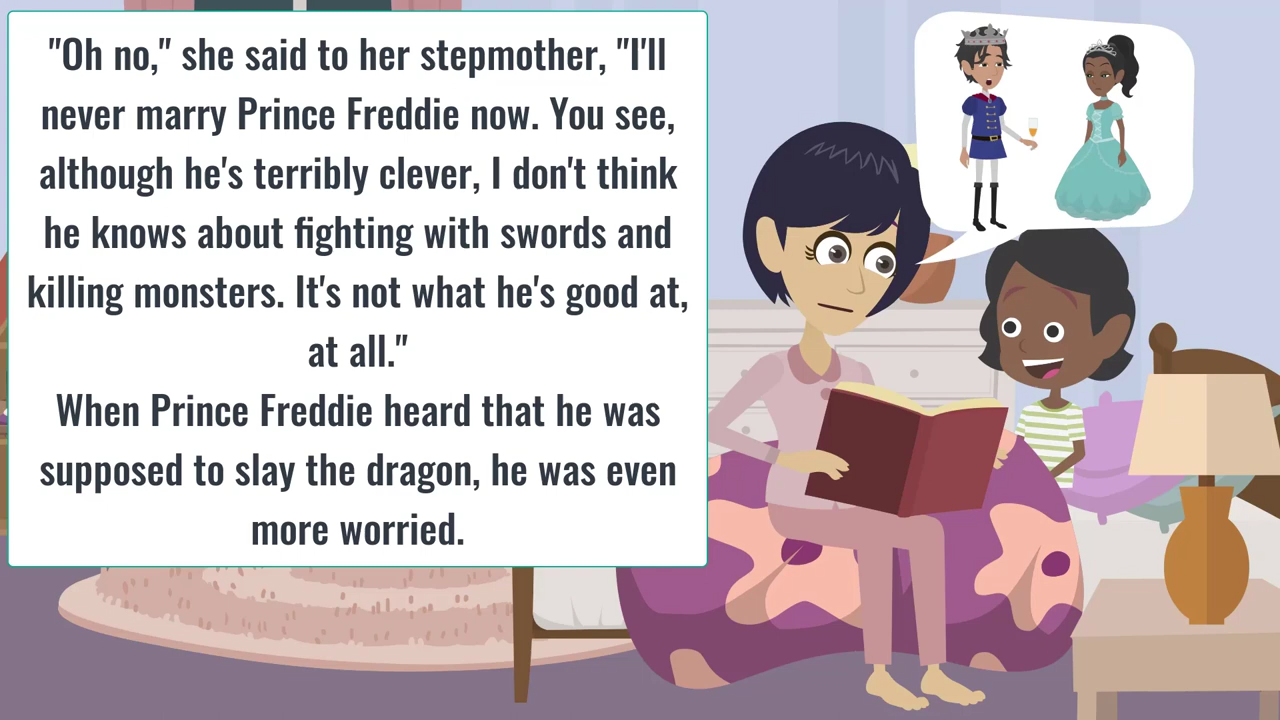 "Oh no," she said to her stepmother, "I'll
never marry Prince Freddie now. You see,
although he's terribly clever, I don't think
he knows about fighting with swords and
killing monsters. It's not what he's good at,
at all."
When Prince Freddie heard that he was
supposed to slay the dragon, he was even
more worried.